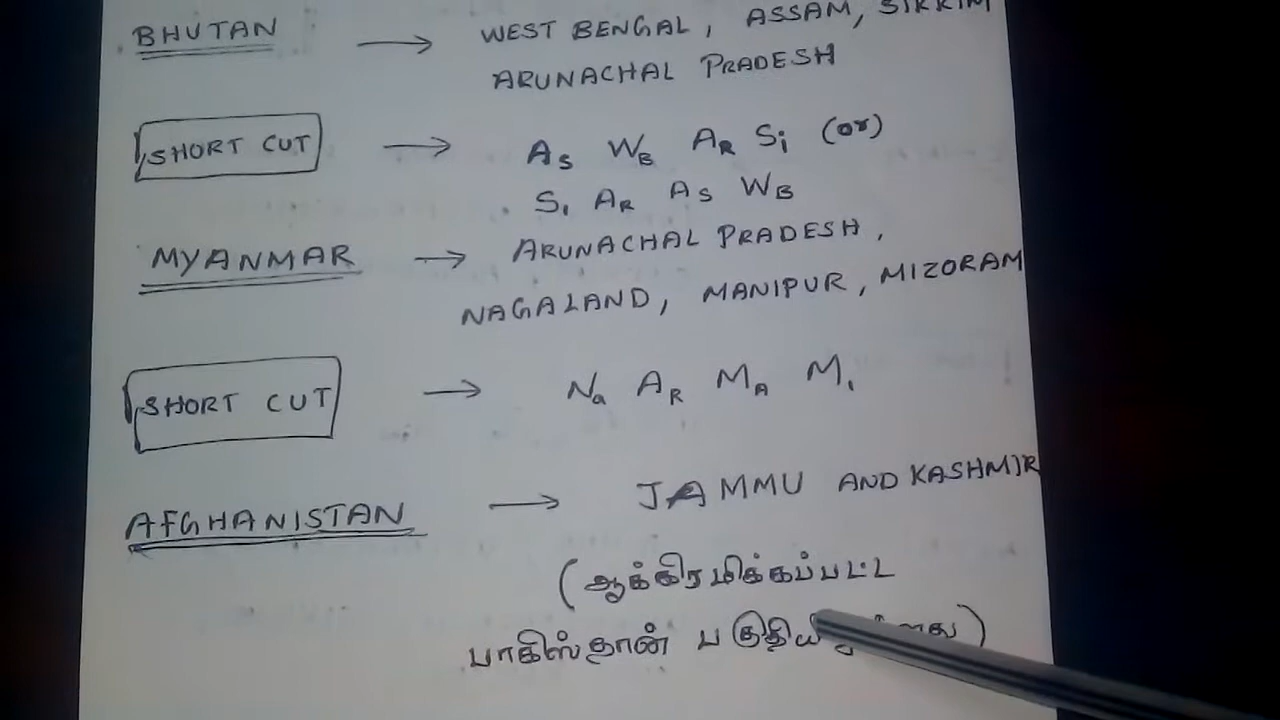 BHUTAN → WEST BENGAL, ASSAM, SIKKIM
ARUNACHAL PRADESH
SHORT CUT → AS WB AR Si (or)
Si AR AS WB
MYANMAR → ARUNACHAL PRADESH,
NAGALAND, MANIPUR, MIZORAM
SHORT CUT → Na AR MA Mi
AFGHANISTAN → JAMMU AND KASHMIR
(ஆக்கிரமிக்கப்பட்ட
பாகிஸ்தான்